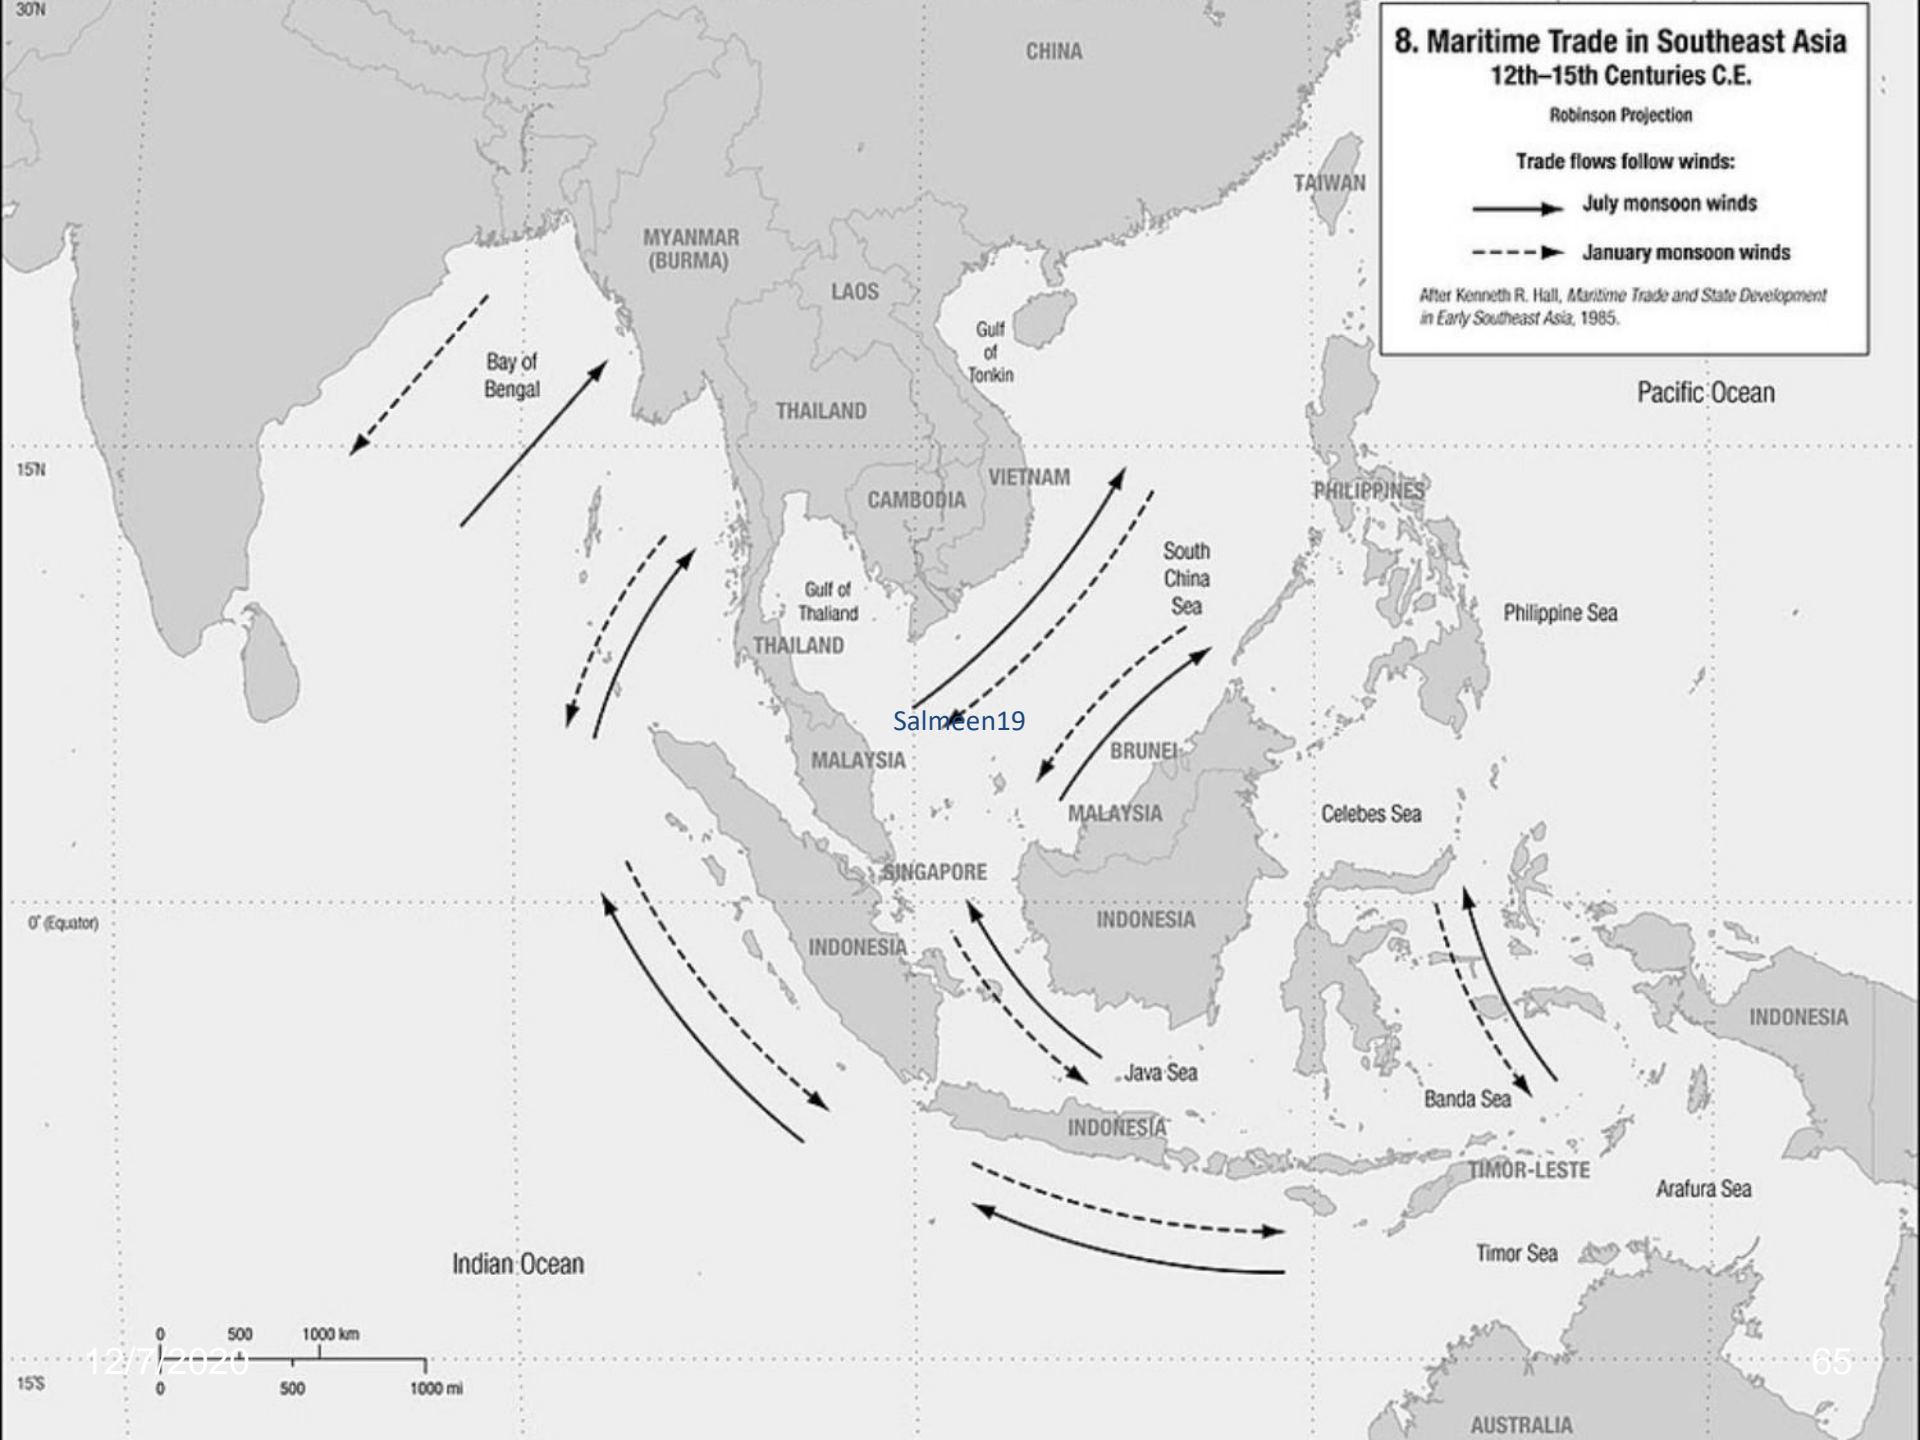 30°N
CHINA
8. Maritime Trade in Southeast Asia
12th–15th Centuries C.E.
Robinson Projection
Trade flows follow winds:
July monsoon winds
January monsoon winds
After Kenneth R. Hall, Maritime Trade and State Development
in Early Southeast Asia, 1985.
TAIWAN
MYANMAR
(BURMA)
LAOS
Gulf
of
Tonkin
Bay of
Bengal
Pacific Ocean
THAILAND
15°N
VIETNAM
CAMBODIA
PHILIPPINES
South
China
Sea
Gulf of
Thaliand
Philippine Sea
THAILAND
Salmeen19
MALAYSIA
BRUNEI
MALAYSIA
Celebes Sea
SINGAPORE
0° (Equator)
INDONESIA
INDONESIA
INDONESIA
Java Sea
Banda Sea
INDONESIA
TIMOR-LESTE
Arafura Sea
Indian Ocean
Timor Sea
0 500 1000 km
12/7/2020
65
15°S
0 500 1000 mi
AUSTRALIA